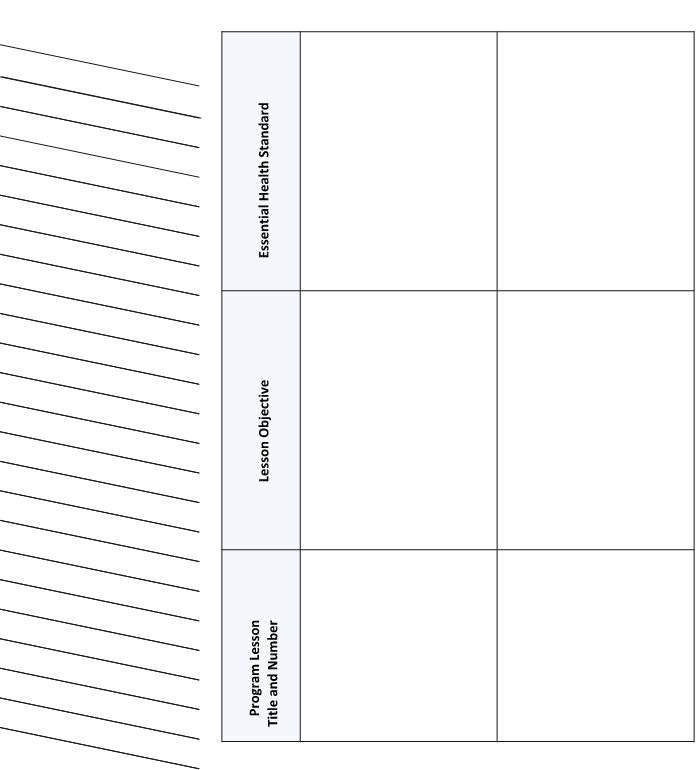 Program Lesson
Title and Number
Lesson Objective
Essential Health Standard